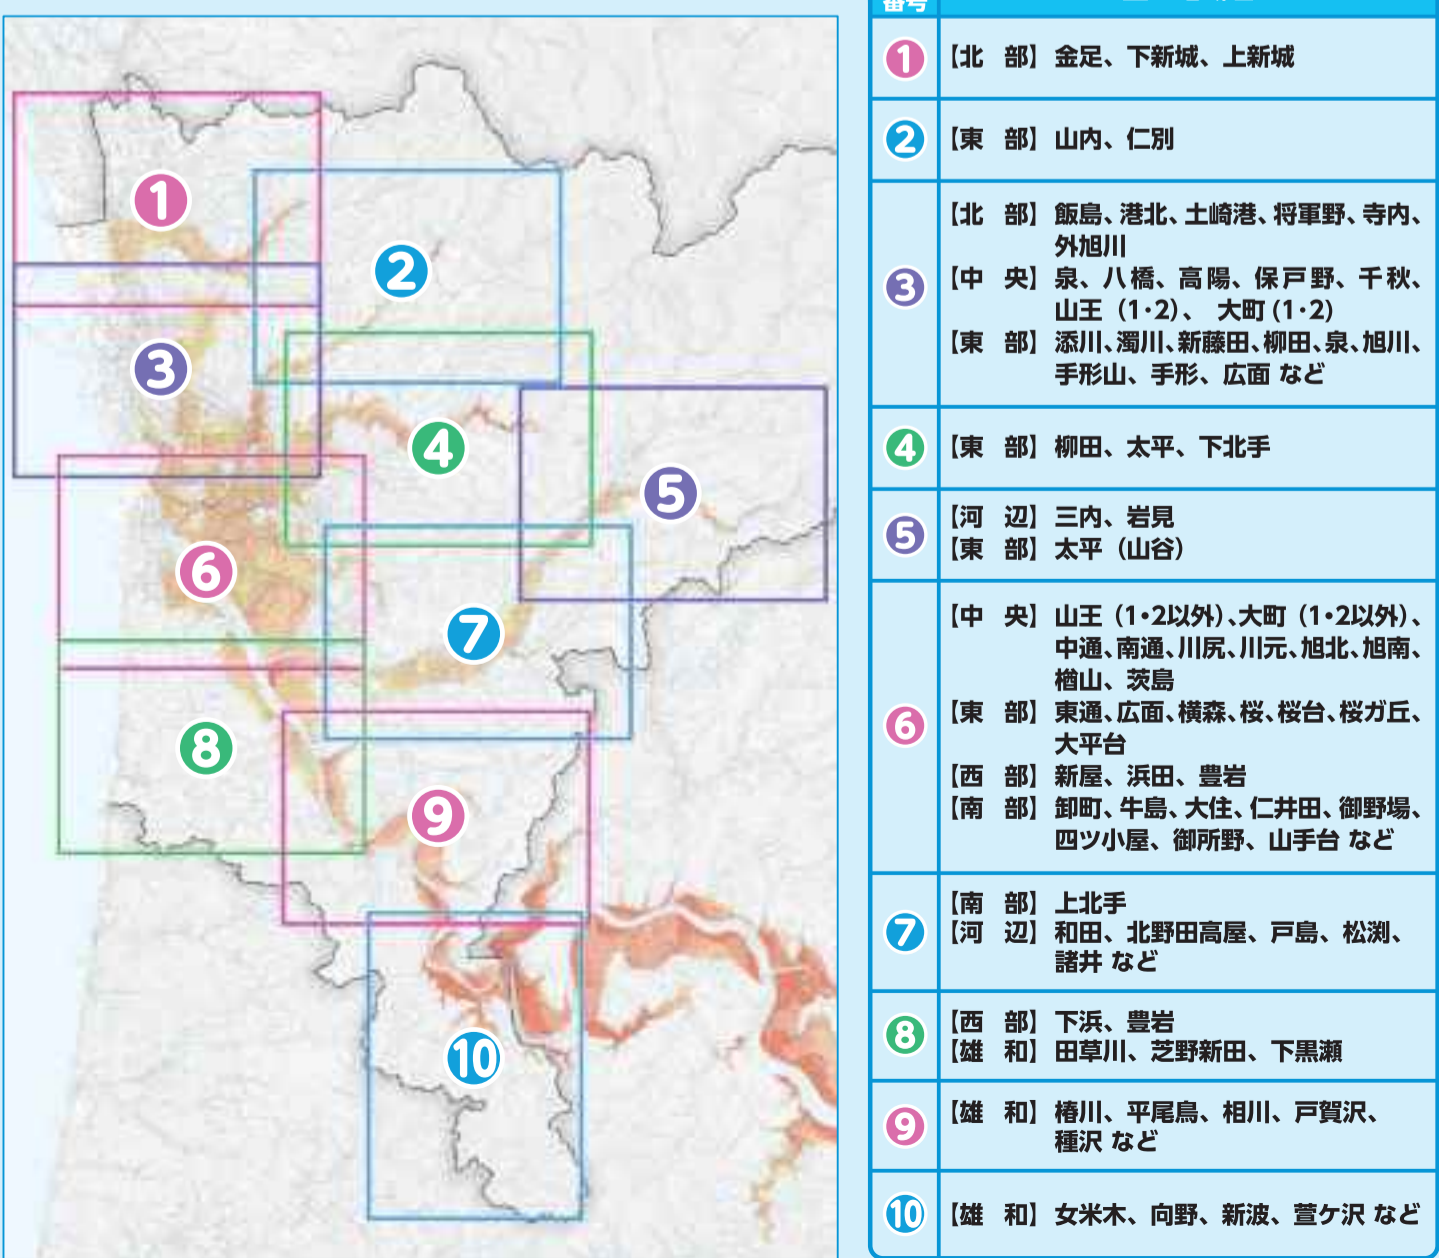 番号
1 【北 部】 金足、下新城、上新城
2 【東 部】 山内、仁別
3 【北 部】 飯島、港北、土崎港、将軍野、寺内、
外旭川
【中 央】 泉、八橋、高陽、保戸野、千秋、
山王（1・2）、 大町（1・2）
【東 部】 添川、濁川、新藤田、柳田、泉、旭川、
手形山、手形、広面 など
4 【東 部】 柳田、太平、下北手
5 【河 辺】 三内、岩見
【東 部】 太平（山谷）
6 【中 央】 山王（1・2以外）、大町（1・2以外）、
中通、南通、川尻、川元、旭北、旭南、
楢山、茨島
【東 部】 東通、広面、横森、桜、桜台、桜ガ丘、
大平台
【西 部】 新屋、浜田、豊岩
【南 部】 卸町、牛島、大住、仁井田、御野場、
四ツ小屋、御所野、山手台 など
7 【南 部】 上北手
【河 辺】 和田、北野田高屋、戸島、松渕、
諸井 など
8 【西 部】 下浜、豊岩
【雄 和】 田草川、芝野新田、下黒瀬
9 【雄 和】 椿川、平尾鳥、相川、戸賀沢、
種沢 など
10 【雄 和】 女米木、向野、新波、萱ケ沢 など
1
2
3
4
5
6
7
8
9
10